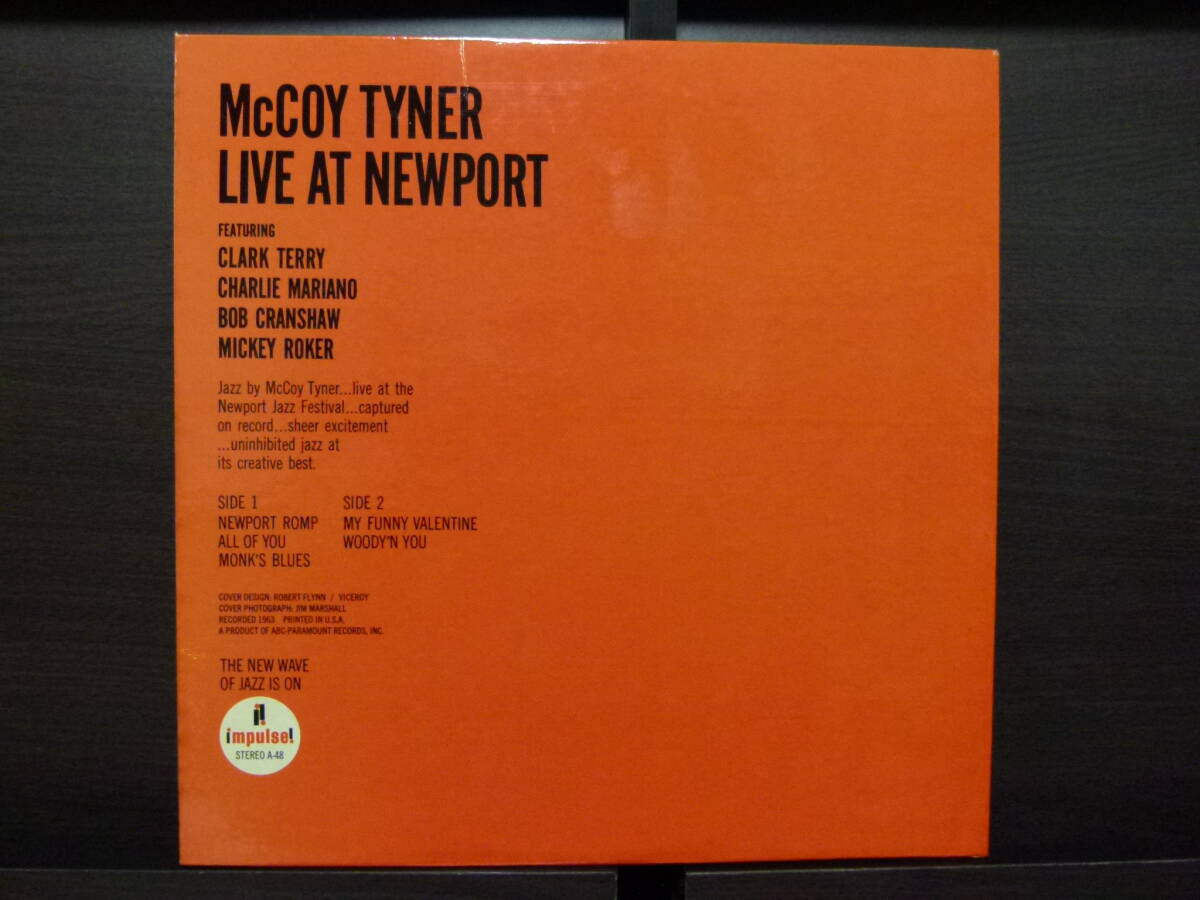 McCOY TYNER
LIVE AT NEWPORT
FEATURING
CLARK TERRY
CHARLIE MARIANO
BOB CRANSHAW
MICKEY ROKER
Jazz by McCoy Tyner...live at the
Newport Jazz Festival...captured
on record...sheer excitement
...uninhibited jazz at
its creative best.
SIDE 1
NEWPORT ROMP
ALL OF YOU
MONK'S BLUES
SIDE 2
MY FUNNY VALENTINE
WOODY'N YOU
COVER DESIGN: ROBERT FLYNN / VICEROY
COVER PHOTOGRAPH: JIM MARSHALL
RECORDED 1963 PRINTED IN U.S.A.
A PRODUCT OF ABC-PARAMOUNT RECORDS, INC.
THE NEW WAVE
OF JAZZ IS ON
impulse!
STEREO A-48